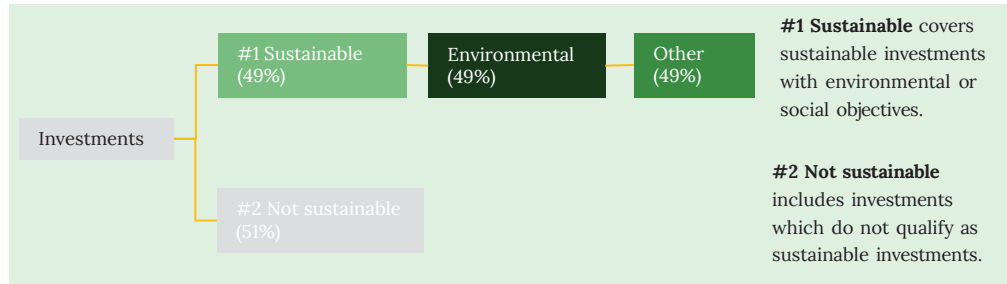 Investments
#1 Sustainable
(49%)
Environmental
(49%)
Other
(49%)
#2 Not sustainable
(51%)
#1 Sustainable covers
sustainable investments
with environmental or
social objectives.
#2 Not sustainable
includes investments
which do not qualify as
sustainable investments.